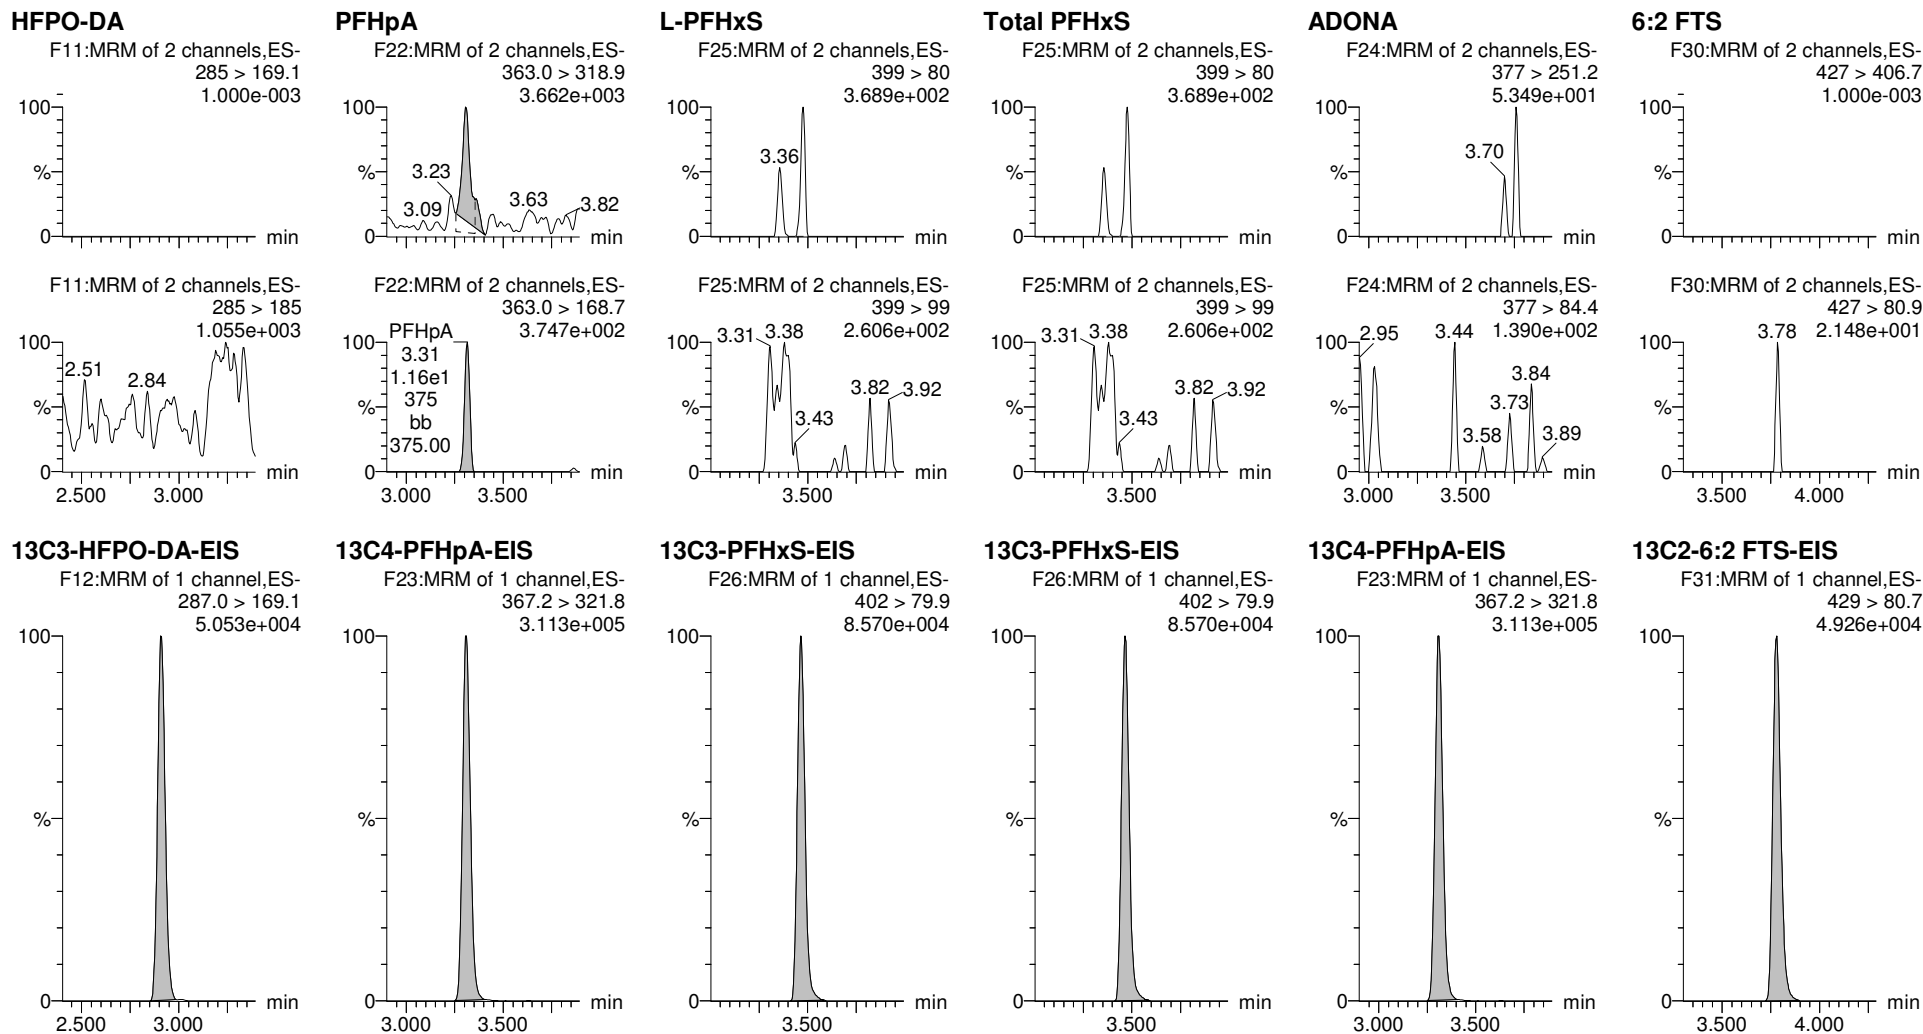 HFPO-DA
F11:MRM of 2 channels,ES-
285 > 169.1
1.000e-003
100
%
0
min
F11:MRM of 2 channels,ES-
285 > 185
1.055e+003
100
2.51
2.84
%
0
min
2.500 3.000
13C3-HFPO-DA-EIS
F12:MRM of 1 channel,ES-
287.0 > 169.1
5.053e+004
100
%
0
min
2.500 3.000
PFHpA
F22:MRM of 2 channels,ES-
363.0 > 318.9
3.662e+003
100
3.23
%
3.09
3.63
3.82
0
min
F22:MRM of 2 channels,ES-
363.0 > 168.7
3.747e+002
PFHpA
100
3.31
1.16e1
375
%
bb
375.00
0
min
3.000 3.500
13C4-PFHpA-EIS
F23:MRM of 1 channel,ES-
367.2 > 321.8
3.113e+005
100
%
0
min
3.000 3.500
L-PFHxS
F25:MRM of 2 channels,ES-
399 > 80
3.689e+002
100
3.36
%
0
min
F25:MRM of 2 channels,ES-
399 > 99
2.606e+002
3.31 3.38
100
3.82 3.92
%
3.43
0
min
3.500
13C3-PFHxS-EIS
F26:MRM of 1 channel,ES-
402 > 79.9
8.570e+004
100
%
0
min
3.500
Total PFHxS
F25:MRM of 2 channels,ES-
399 > 80
3.689e+002
100
%
0
min
F25:MRM of 2 channels,ES-
399 > 99
2.606e+002
3.31 3.38
100
3.82 3.92
%
3.43
0
min
3.500
13C3-PFHxS-EIS
F26:MRM of 1 channel,ES-
402 > 79.9
8.570e+004
100
%
0
min
3.500
ADONA
F24:MRM of 2 channels,ES-
377 > 251.2
5.349e+001
100
3.70
%
0
min
F24:MRM of 2 channels,ES-
377 > 84.4
1.390e+002
2.95 3.44
100
3.84
%
3.73
3.58
3.89
0
min
3.000 3.500
13C4-PFHpA-EIS
F23:MRM of 1 channel,ES-
367.2 > 321.8
3.113e+005
100
%
0
min
3.000 3.500
6:2 FTS
F30:MRM of 2 channels,ES-
427 > 406.7
1.000e-003
100
%
0
min
F30:MRM of 2 channels,ES-
427 > 80.9
3.78 2.148e+001
100
%
0
min
3.500 4.000
13C2-6:2 FTS-EIS
F31:MRM of 1 channel,ES-
429 > 80.7
4.926e+004
100
%
0
min
3.500 4.000